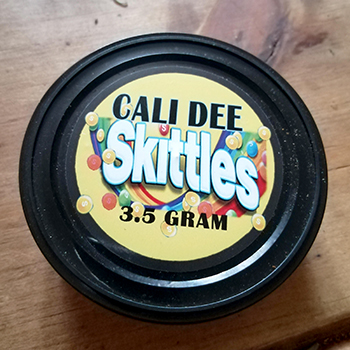 CALI DEE
Skittles
3.5 GRAM